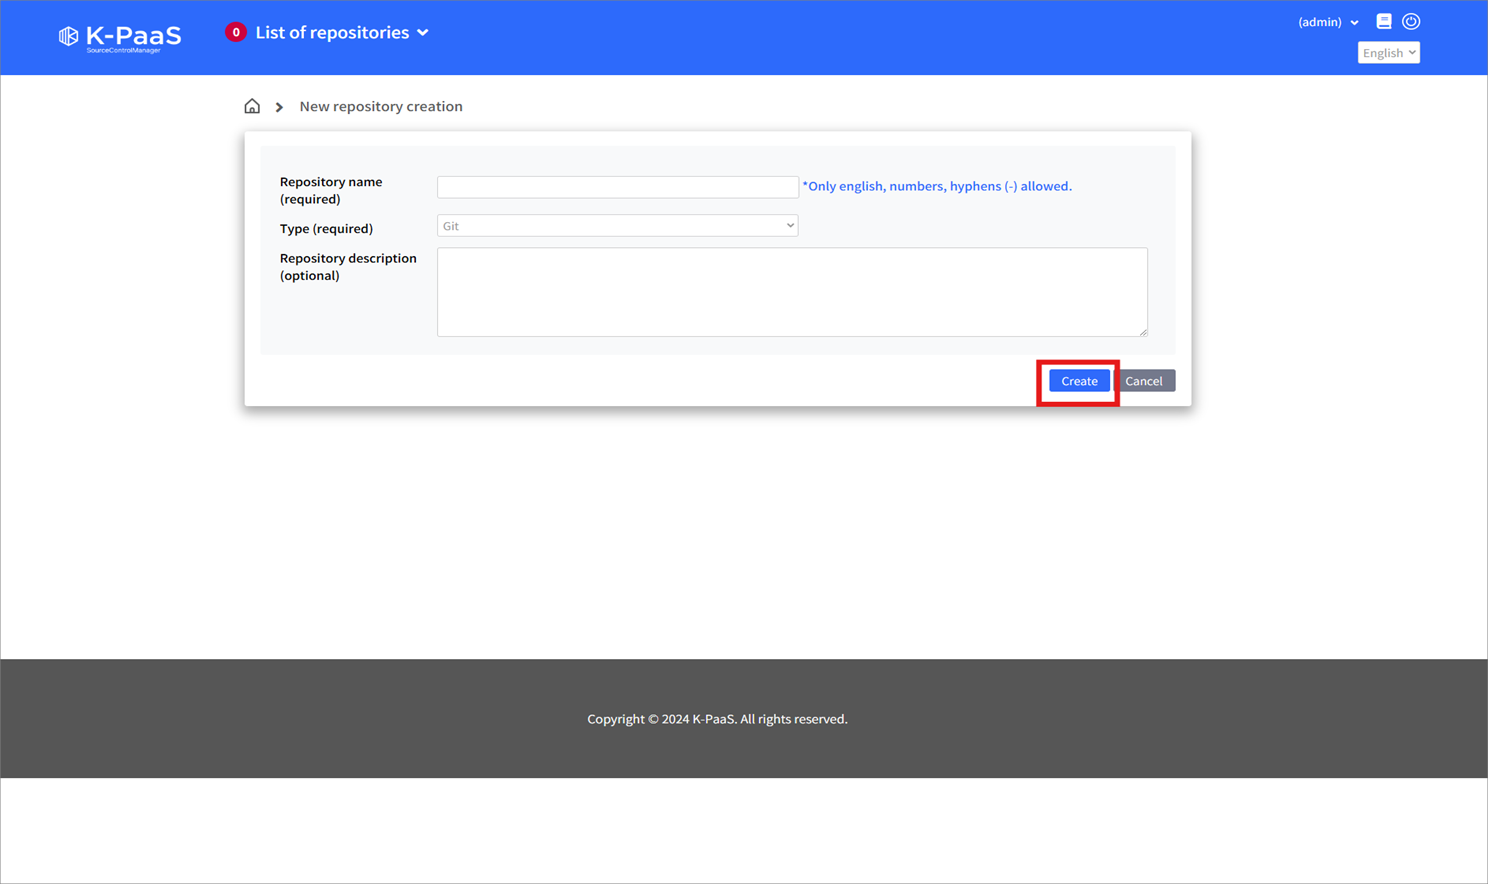 K-PaaS
SourceControlManager
0 List of repositories
(admin)
English
New repository creation
Repository name
(required)
*Only english, numbers, hyphens (-) allowed.
Type (required)
Git
Repository description
(optional)
Create
Cancel
Copyright © 2024 K-PaaS. All rights reserved.